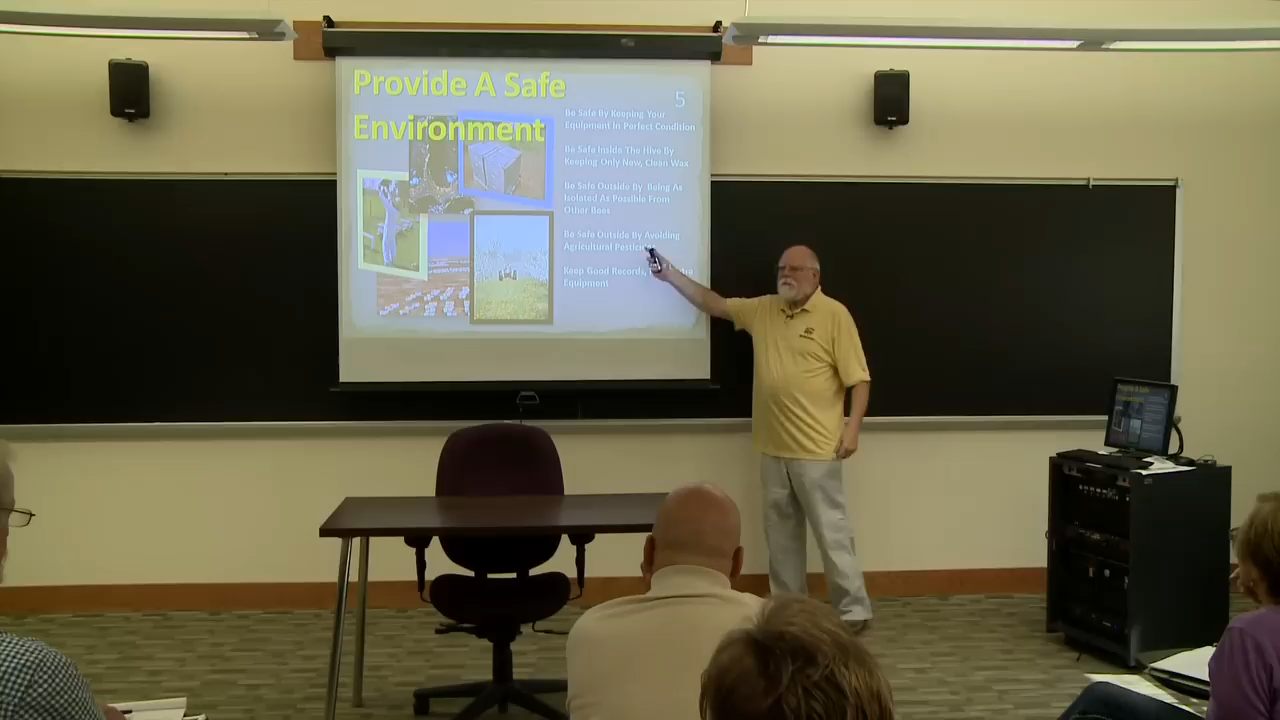 Provide A Safe
Environment
5
Be Safe By Keeping Your
Equipment In Perfect Condition
Be Safe Inside The Hive By
Keeping Only New, Clean Wax
Be Safe Outside By Being As
Isolated As Possible From
Other Bees
Be Safe Outside By Avoiding
Agricultural
Keep Good Records,
Equipment
Provide A Safe